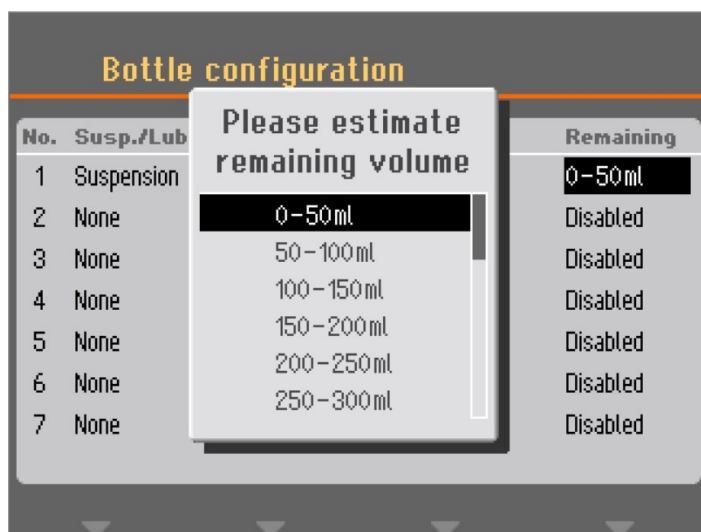 Bottle configuration
Please estimate
remaining volume
0-50ml
50-100ml
100-150ml
150-200ml
200-250ml
250-300ml
No. Susp./Lub Remaining
1 Suspension 0-50ml
2 None Disabled
3 None Disabled
4 None Disabled
5 None Disabled
6 None Disabled
7 None Disabled